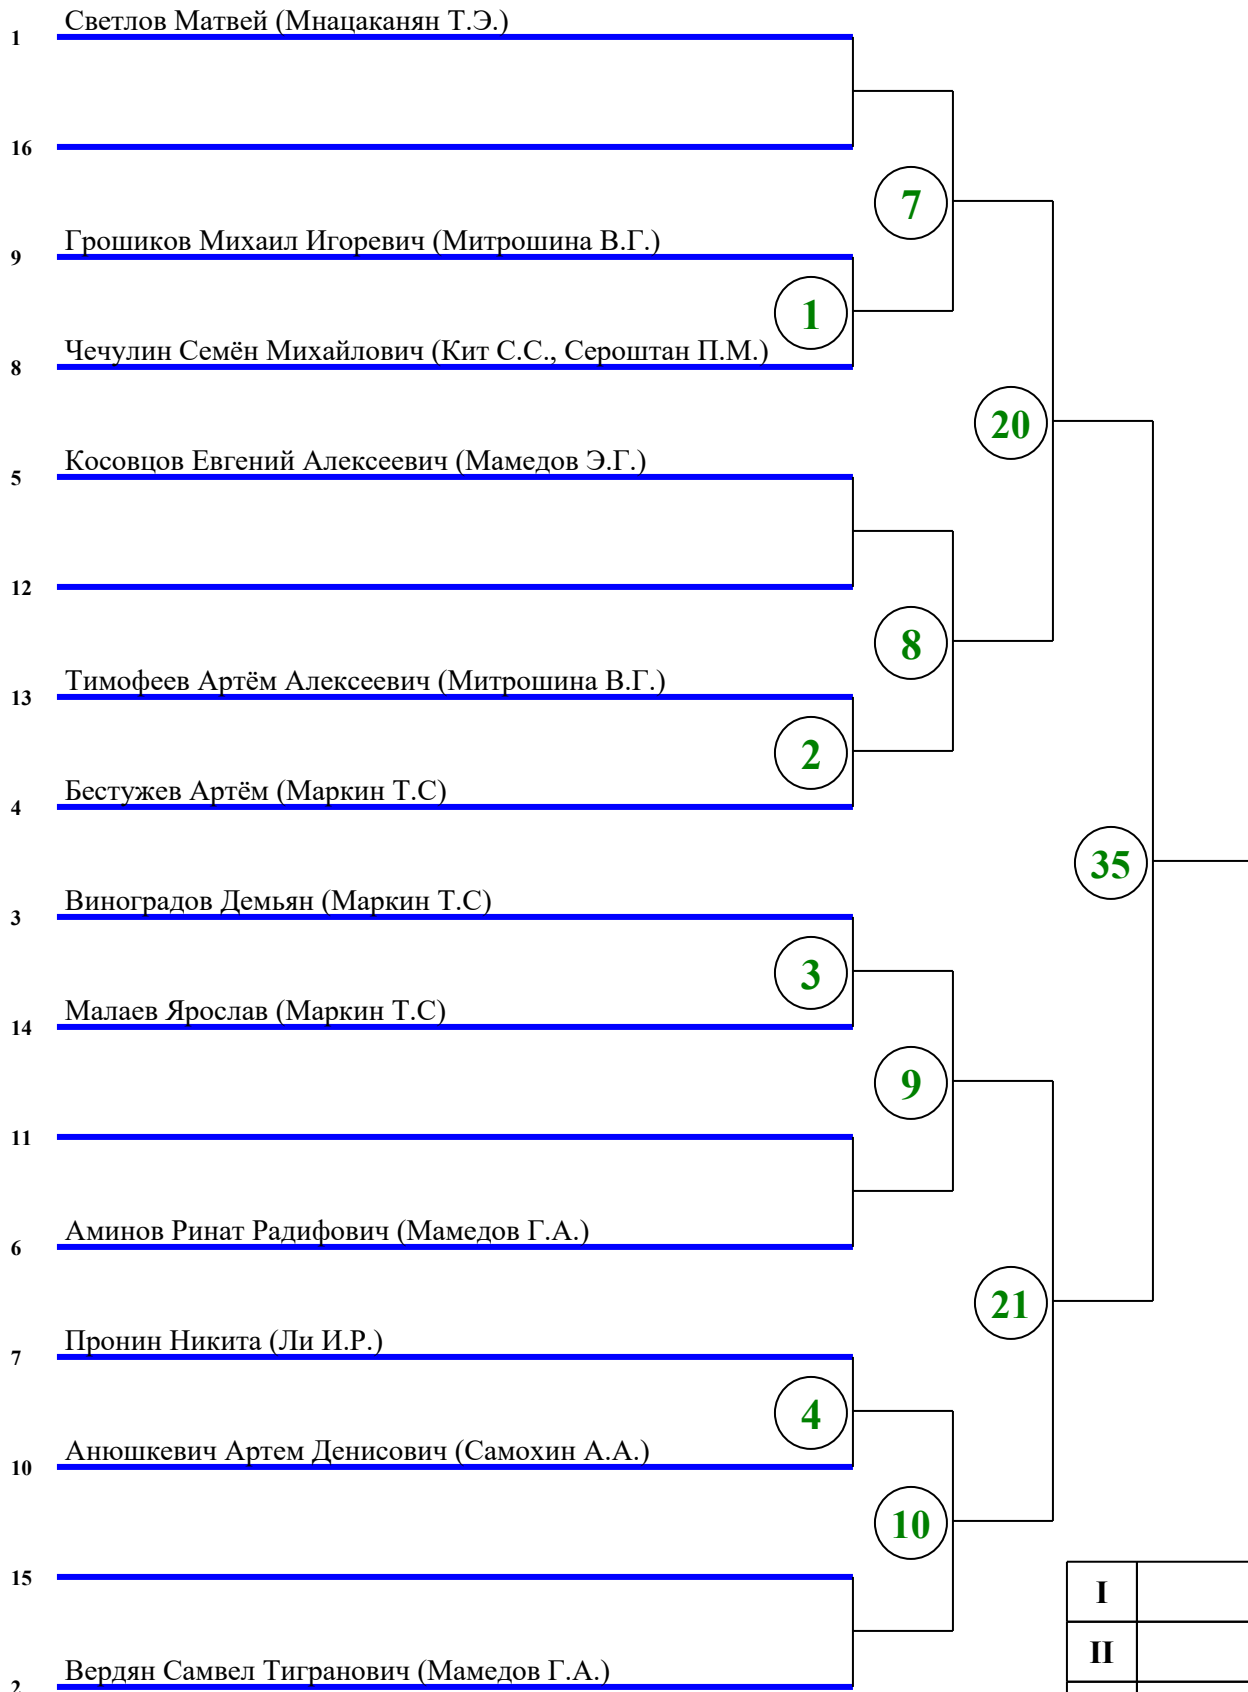 1 Светлов Матвей (Мнацаканян Т.Э.)
16
7
9 Грошиков Михаил Игоревич (Митрошина В.Г.)
1
8 Чечулин Семён Михайлович (Кит С.С., Сероштан П.М.)
20
5 Косовцов Евгений Алексеевич (Мамедов Э.Г.)
12
8
13 Тимофеев Артём Алексеевич (Митрошина В.Г.)
2
4 Бестужев Артём (Маркин Т.С)
35
3 Виноградов Демьян (Маркин Т.С)
3
14 Малаев Ярослав (Маркин Т.С)
9
11
6 Аминов Ринат Радифович (Мамедов Г.А.)
21
7 Пронин Никита (Ли И.Р.)
4
10 Анюшкевич Артем Денисович (Самохин А.А.)
10
15
I
II
2 Вердян Самвел Тигранович (Мамедов Г.А.)